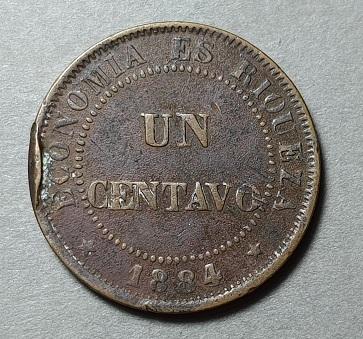 ECONOMIA ES RIQUEZA
UN
CENTAVO
1884